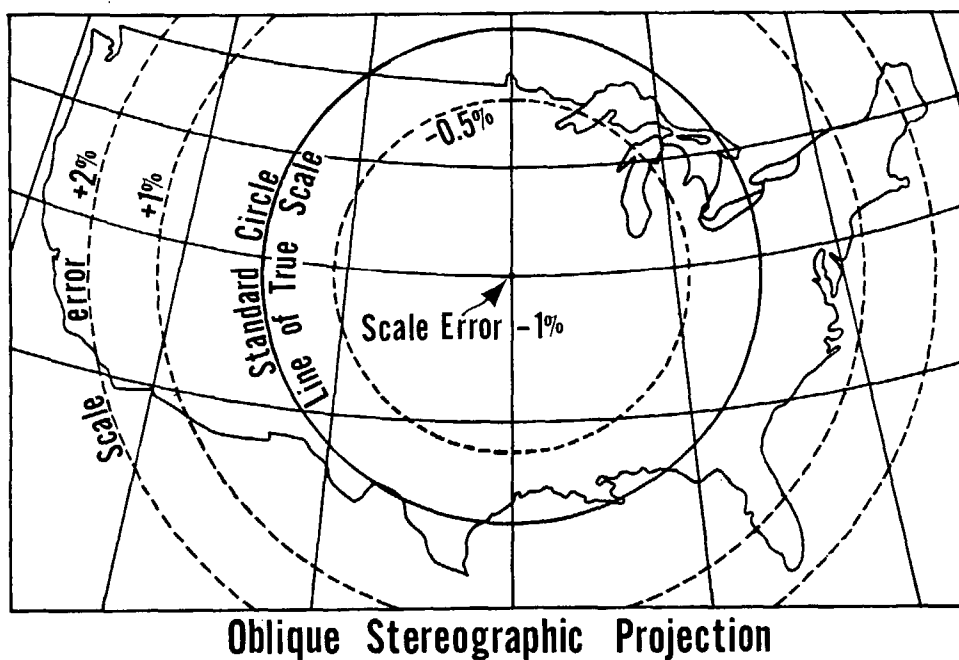 -0.5%
+2%
+1%
Standard Circle
Line of True Scale
Scale error
Scale Error -1%
Oblique Stereographic Projection